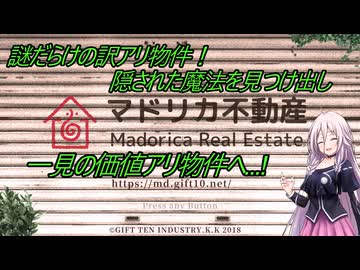 謎だらけの訳アリ物件！
隠された魔法を見つけ出し
マドリカ不動産
Madorica Real Estate
一見の価値アリ物件へ...!
https://md.gift10.net/
Press any Button
©GIFT TEN INDUSTRY.K.K 2018